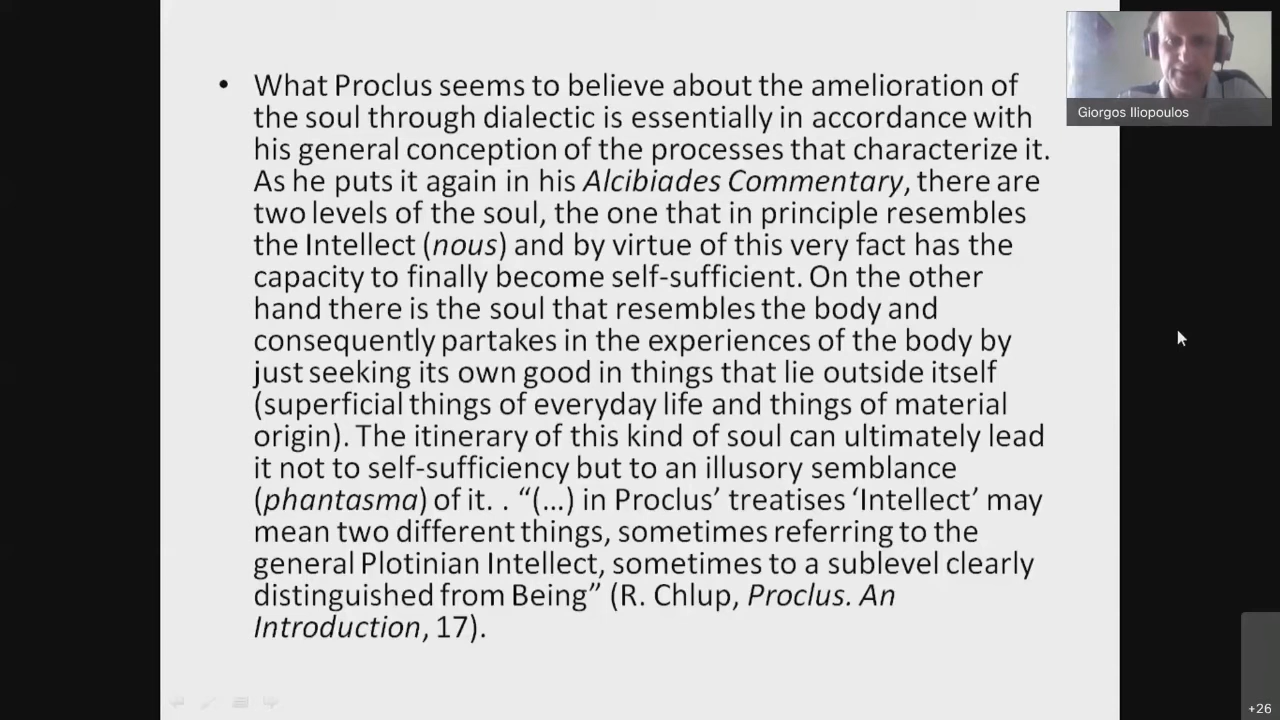 • What Proclus seems to believe about the amelioration of
the soul through dialectic is essentially in accordance with
his general conception of the processes that characterize it.
As he puts it again in his Alcibiades Commentary, there are
two levels of the soul, the one that in principle resembles
the Intellect (nous) and by virtue of this very fact has the
capacity to finally become self-sufficient. On the other
hand there is the soul that resembles the body and
consequently partakes in the experiences of the body by
just seeking its own good in things that lie outside itself
(superficial things of everyday life and things of material
origin). The itinerary of this kind of soul can ultimately lead
it not to self-sufficiency but to an illusory semblance
(phantasma) of it. . “(…) in Proclus’ treatises ‘Intellect’ may
mean two different things, sometimes referring to the
general Plotinian Intellect, sometimes to a sublevel clearly
distinguished from Being” (R. Chlup, Proclus. An
Introduction, 17).
Giorgos Iliopoulos
+26